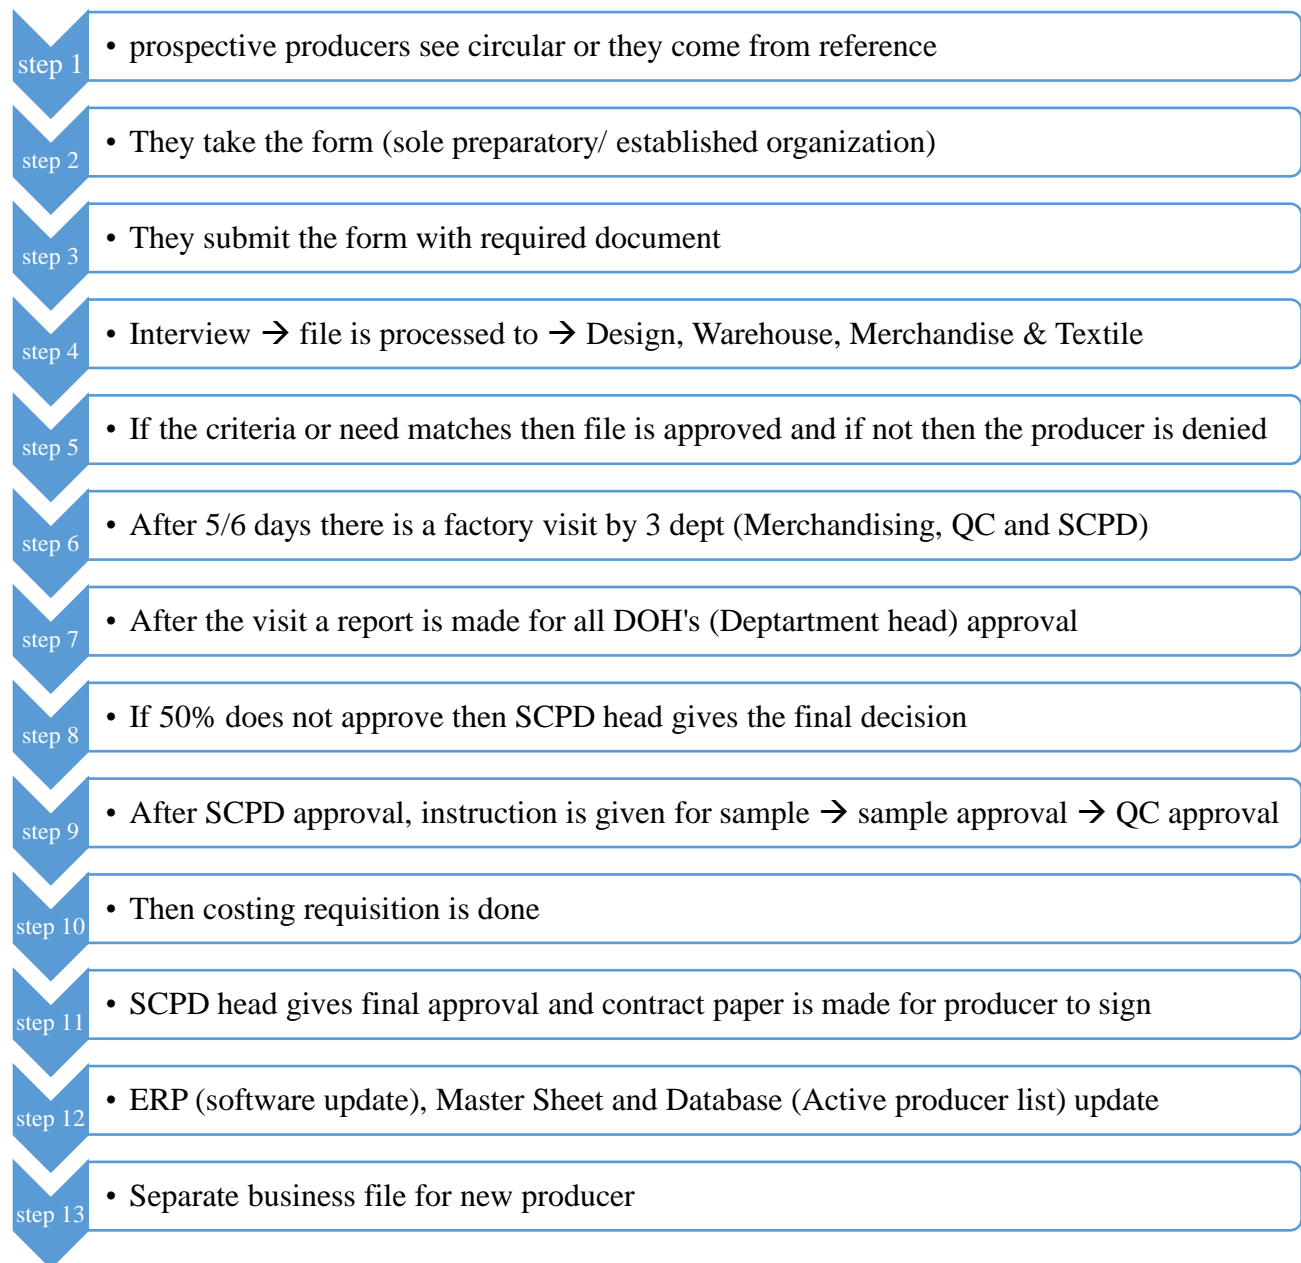 step 1
• prospective producers see circular or they come from reference
step 2
• They take the form (sole preparatory/ established organization)
step 3
• They submit the form with required document
step 4
• Interview → file is processed to → Design, Warehouse, Merchandise & Textile
step 5
• If the criteria or need matches then file is approved and if not then the producer is denied
step 6
• After 5/6 days there is a factory visit by 3 dept (Merchandising, QC and SCPD)
step 7
• After the visit a report is made for all DOH's (Deptartment head) approval
step 8
• If 50% does not approve then SCPD head gives the final decision
step 9
• After SCPD approval, instruction is given for sample → sample approval → QC approval
step 10
• Then costing requisition is done
step 11
• SCPD head gives final approval and contract paper is made for producer to sign
step 12
• ERP (software update), Master Sheet and Database (Active producer list) update
step 13
• Separate business file for new producer